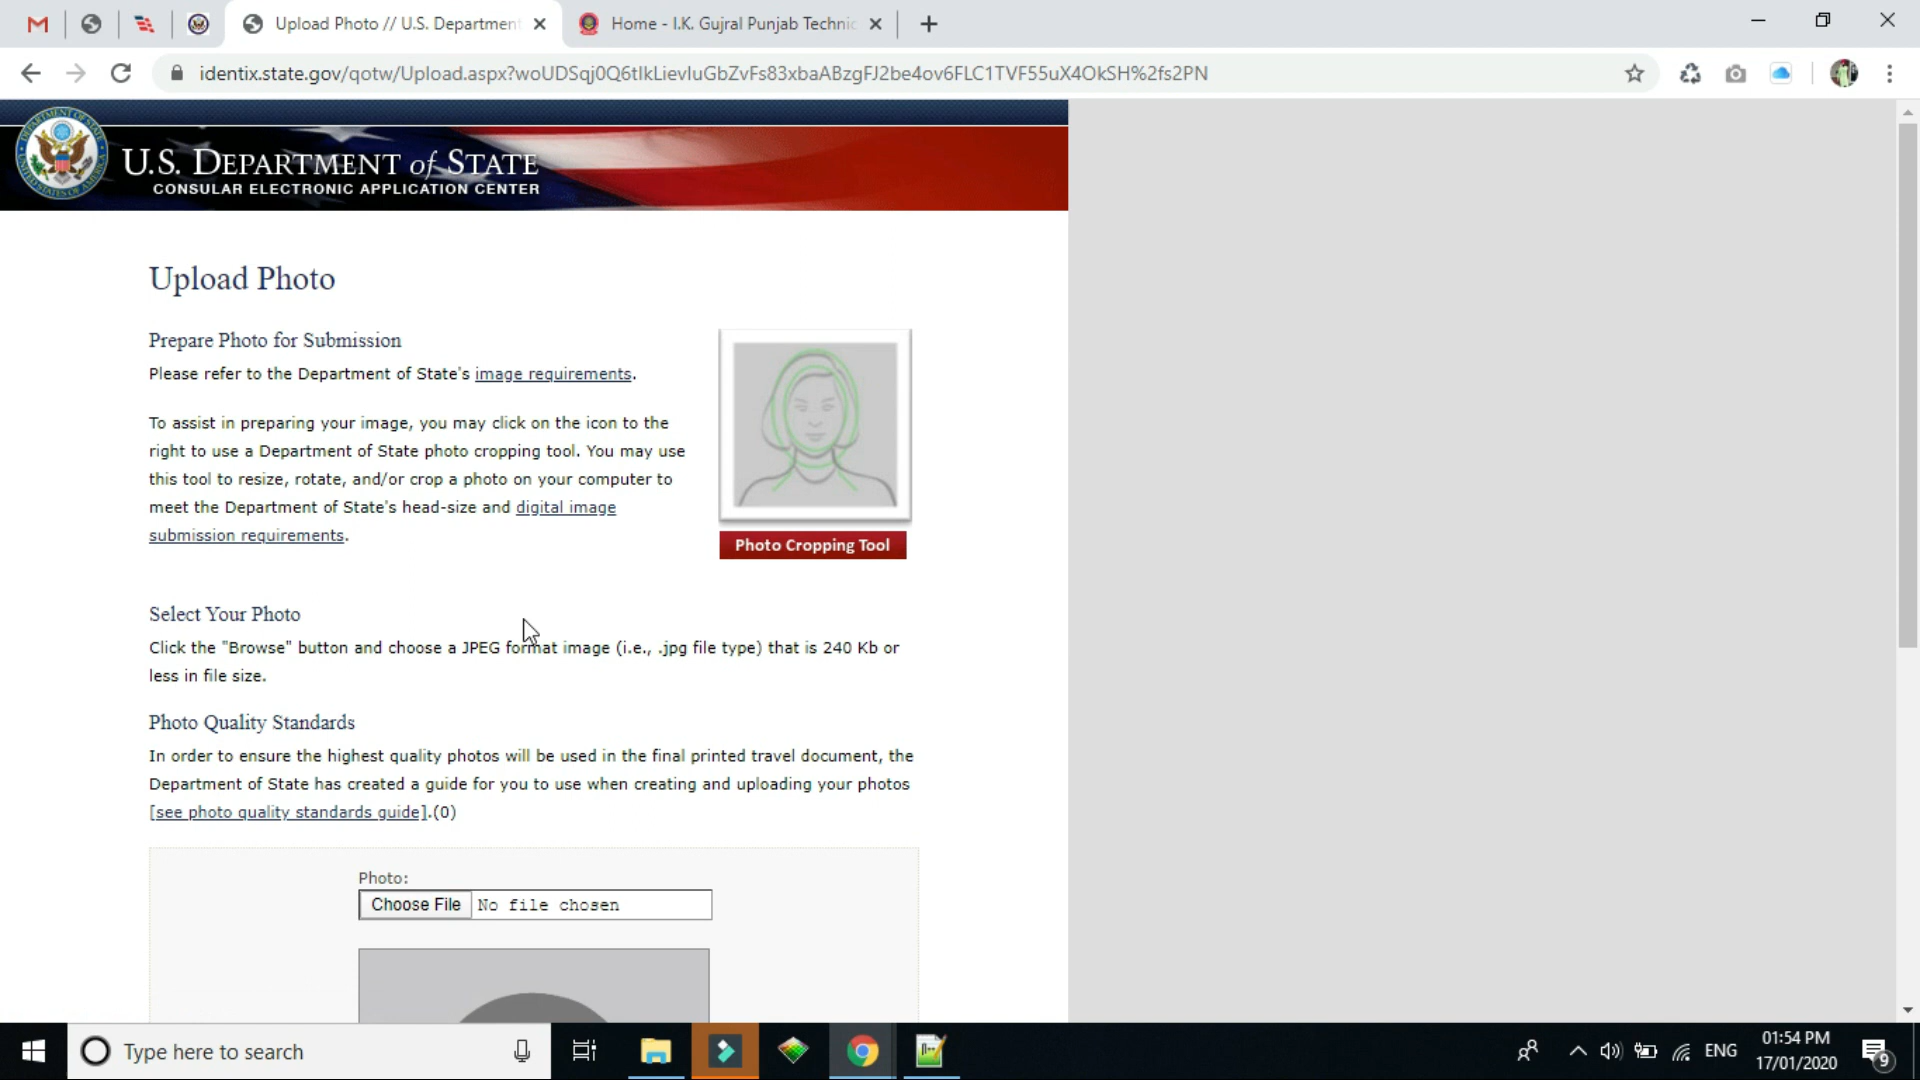 Upload Photo // U.S. Department
Home - I.K. Gujral Punjab Technic
identix.state.gov/qotw/Upload.aspx?woUDSqj0Q6tIkLievIuGbZvFs83xbaABzgFJ2be4ov6FLC1TVF55uX4OkSH%2fs2PN
U.S. DEPARTMENT of STATE
CONSULAR ELECTRONIC APPLICATION CENTER
Upload Photo
Prepare Photo for Submission
Please refer to the Department of State's image requirements.
To assist in preparing your image, you may click on the icon to the
right to use a Department of State photo cropping tool. You may use
this tool to resize, rotate, and/or crop a photo on your computer to
meet the Department of State's head-size and digital image
submission requirements.
Photo Cropping Tool
Select Your Photo
Click the "Browse" button and choose a JPEG format image (i.e., .jpg file type) that is 240 Kb or
less in file size.
Photo Quality Standards
In order to ensure the highest quality photos will be used in the final printed travel document, the
Department of State has created a guide for you to use when creating and uploading your photos
[see photo quality standards guide].(0)
Photo:
Choose File No file chosen
Type here to search
ENG
01:54 PM
17/01/2020
9